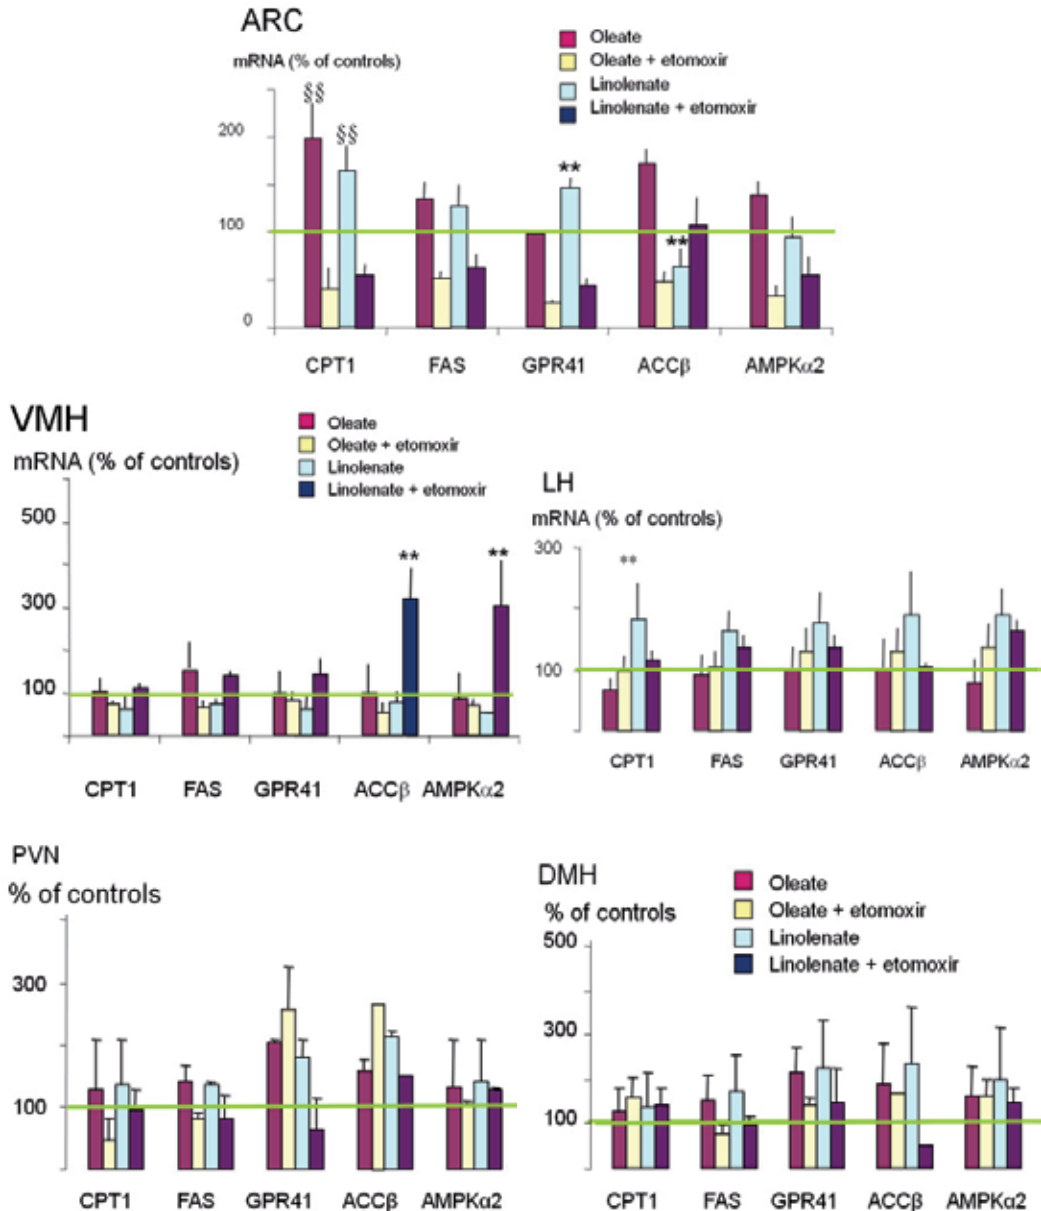 ARC
mRNA (% of controls)
Oleate
Oleate + etomoxir
Linolenate
Linolenate + etomoxir
§§
§§
**
**
200
100
0
CPT1 FAS GPR41 ACCβ AMPKα2
VMH
mRNA (% of controls)
Oleate
Oleate + etomoxir
Linolenate
Linolenate + etomoxir
500
300
100
** **
CPT1 FAS GPR41 ACCβ AMPKα2
LH
mRNA (% of controls)
300
100
**
CPT1 FAS GPR41 ACCβ AMPKα2
PVN
% of controls
300
100
CPT1 FAS GPR41 ACCβ AMPKα2
DMH
% of controls
Oleate
Oleate + etomoxir
Linolenate
Linolenate + etomoxir
500
300
100
CPT1 FAS GPR41 ACCβ AMPKα2